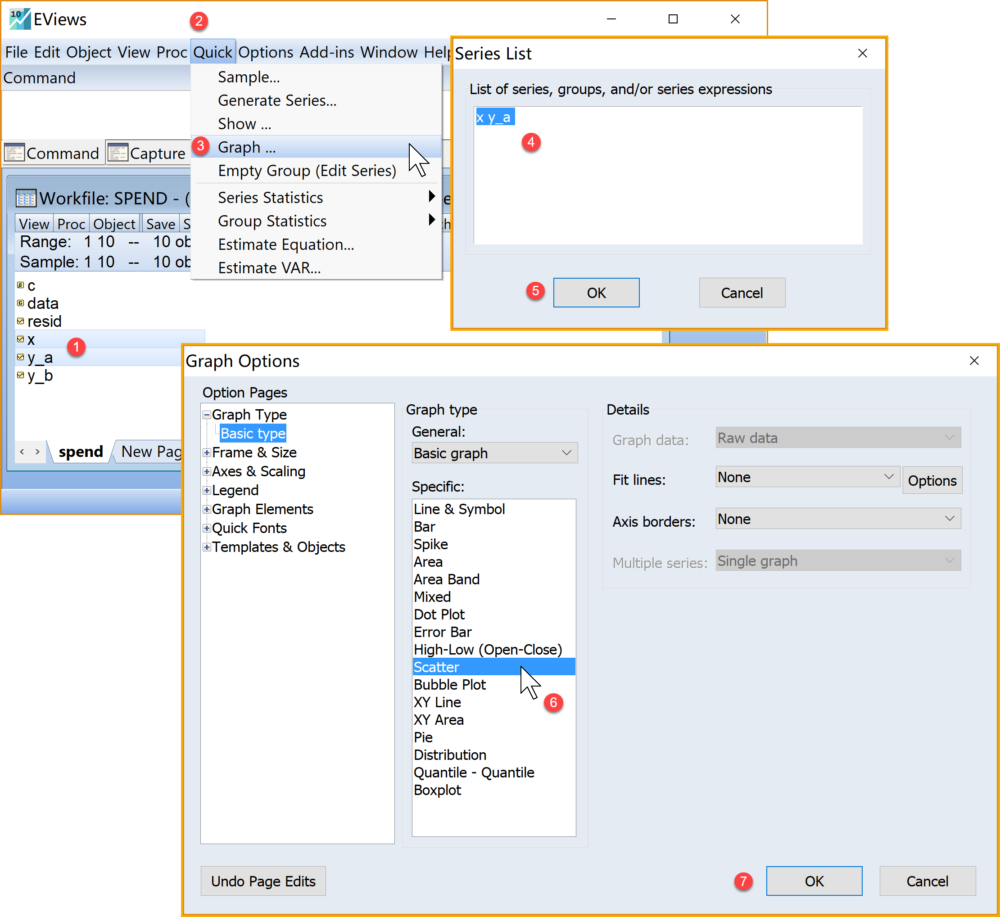 10
EViews
2
File Edit Object View Proc Quick Options Add-ins Window Help
Command
Sample...
Generate Series...
Show ...
3
Graph ...
Empty Group (Edit Series)
Series Statistics
Group Statistics
Estimate Equation...
Estimate VAR...
Command Capture
Workfile: SPEND - (
View Proc Object Save S
Range: 1 10 -- 10 ob
Sample: 1 10 -- 10 ob
c
data
resid
x
1
y_a
y_b
spend New Pag
Series List
List of series, groups, and/or series expressions
x y_a
4
5
OK Cancel
Graph Options
Option Pages
Graph Type
Basic type
Frame & Size
Axes & Scaling
Legend
Graph Elements
Quick Fonts
Templates & Objects
Graph type
General:
Basic graph
Specific:
Line & Symbol
Bar
Spike
Area
Area Band
Mixed
Dot Plot
Error Bar
High-Low (Open-Close)
Scatter
Bubble Plot
6
XY Line
XY Area
Pie
Distribution
Quantile - Quantile
Boxplot
Details
Graph data: Raw data
Fit lines: None Options
Axis borders: None
Multiple series: Single graph
Undo Page Edits
7
OK Cancel